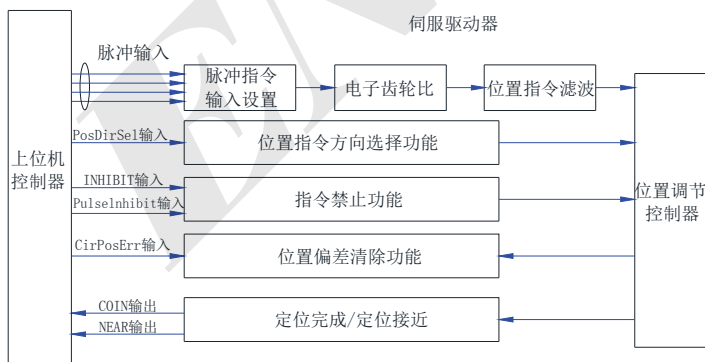 伺服驱动器
脉冲输入
脉冲指令
输入设置
电子齿轮比
位置指令滤波
PosDirSel输入
位置指令方向选择功能
上位机
控制器
INHIBIT输入
Pulselnhibit输入
指令禁止功能
位置调节
控制器
CirPosErr输入
位置偏差清除功能
COIN输出
NEAR输出
定位完成/定位接近